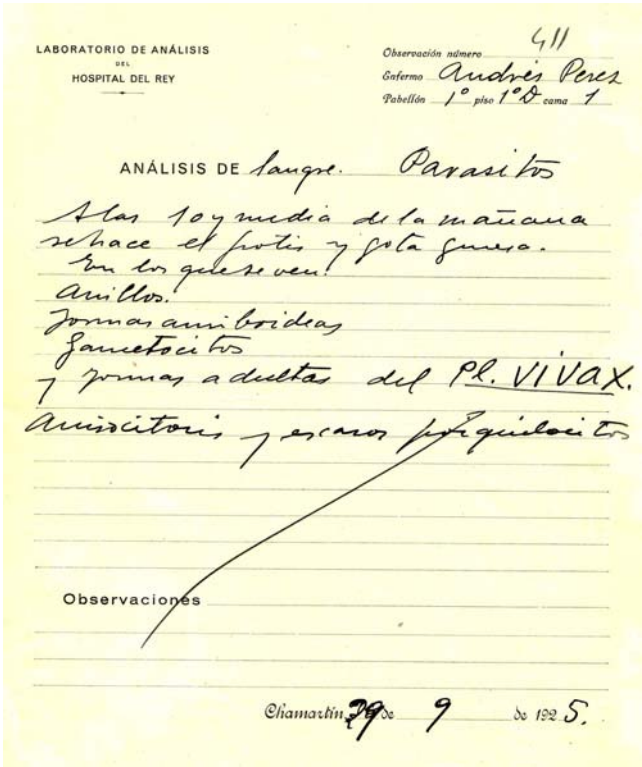 LABORATORIO DE ANÁLISIS
DEL
HOSPITAL DEL REY
Observación número 411
Enfermo Andrés Perez
Pabellón 1º piso 1º D cama 1
ANÁLISIS DE Sangre. Parasitos
A las 10 y media de la mañana
se hace el frotis y gota gruesa.
En los que se ven:
Anillos.
Formas amiboideas
Gametocitos
y formas adultas del Pl. VIVAX.
Anisocitosis y escasos poiquilocitos
Observaciones
Chamartín, 29 de 9 de 1925.